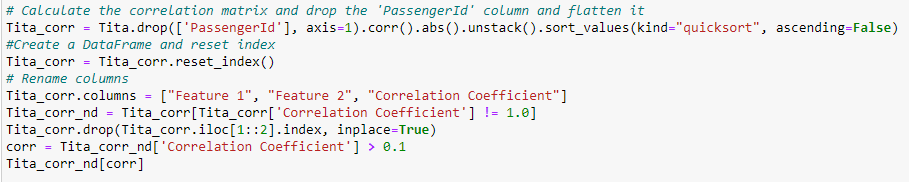 # Calculate the correlation matrix and drop the 'PassengerId' column and flatten it
Tita_corr = Tita.drop(['PassengerId'], axis=1).corr().abs().unstack().sort_values(kind="quicksort", ascending=False)
#Create a DataFrame and reset index
Tita_corr = Tita_corr.reset_index()
# Rename columns
Tita_corr.columns = ["Feature 1", "Feature 2", "Correlation Coefficient"]
Tita_corr_nd = Tita_corr[Tita_corr['Correlation Coefficient'] != 1.0]
Tita_corr.drop(Tita_corr.iloc[1::2].index, inplace=True)
corr = Tita_corr_nd['Correlation Coefficient'] > 0.1
Tita_corr_nd[corr]